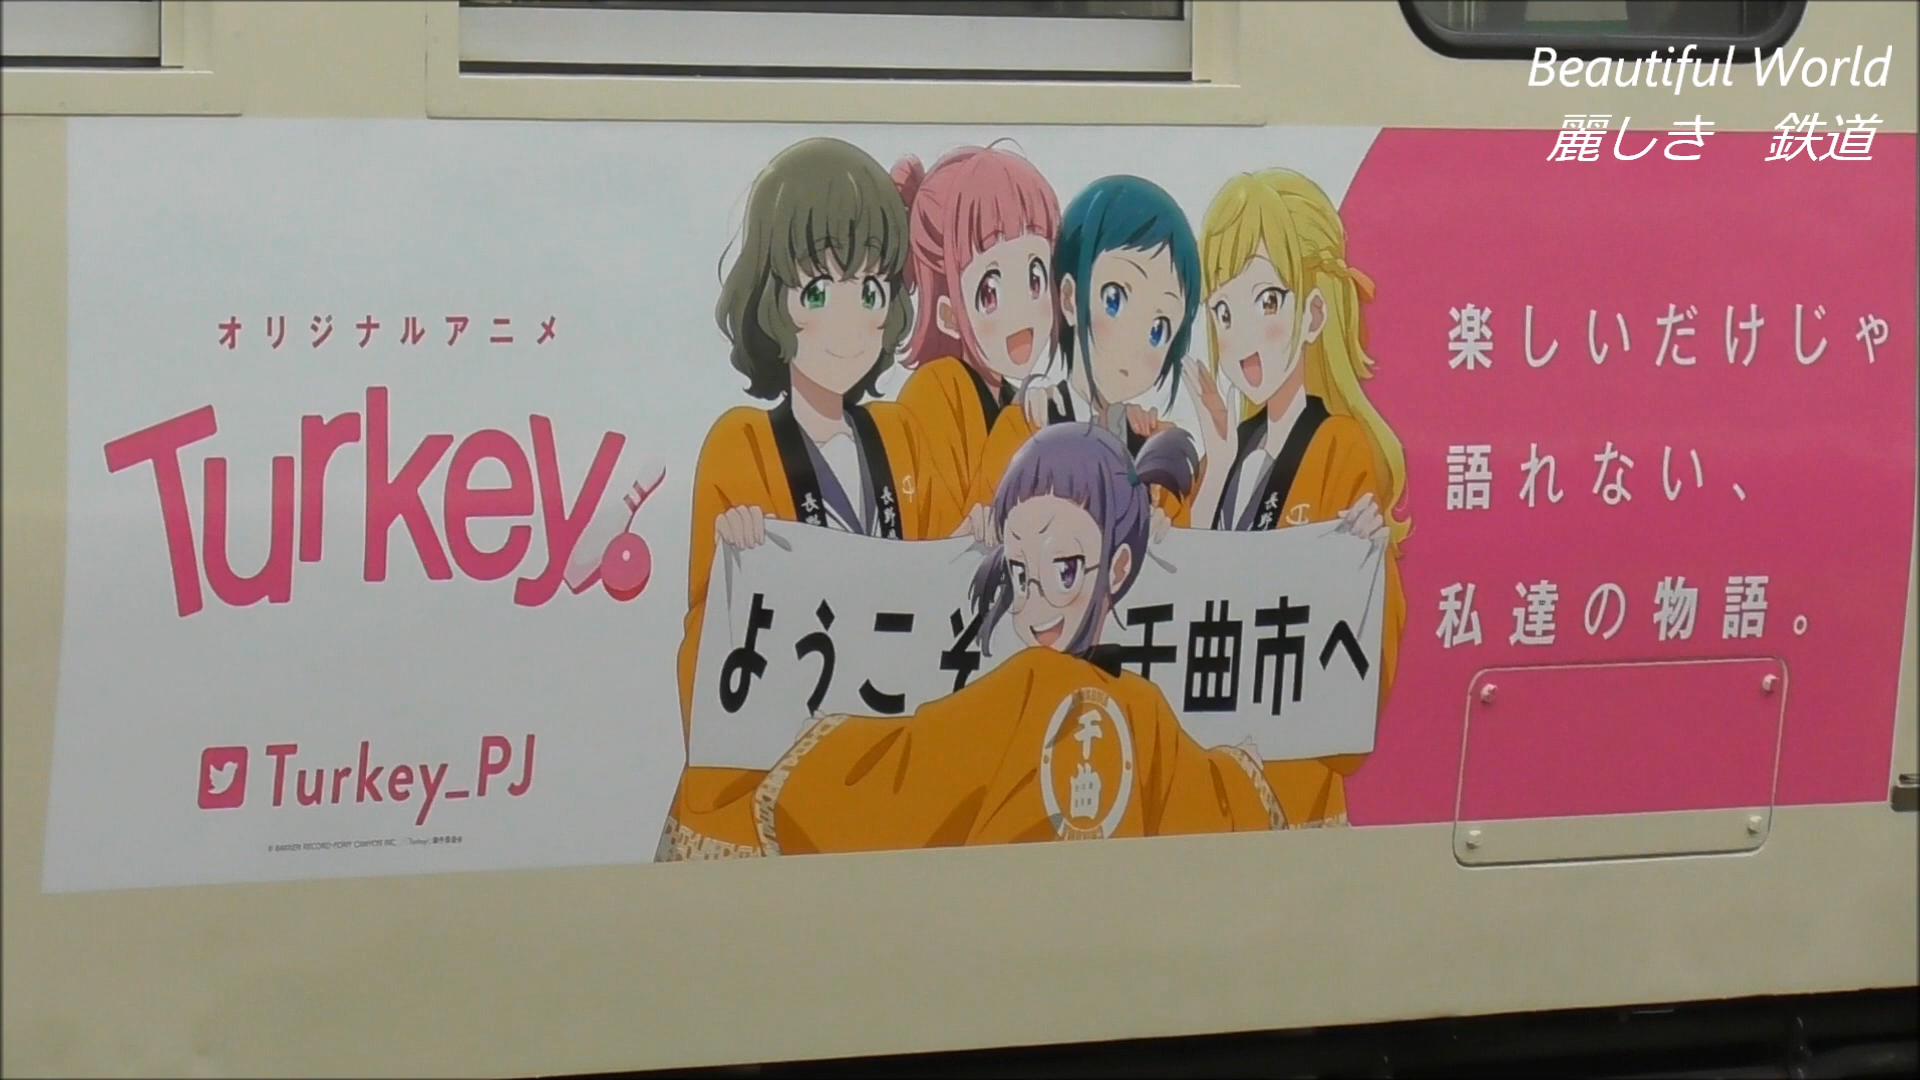 Beautiful World
麗しき 鉄道
オリジナルアニメ
Turkey!
Turkey_PJ
長野
長野
長野
ようこそ 千曲市へ
千曲
楽しいだけじゃ
語れない、
私達の物語。